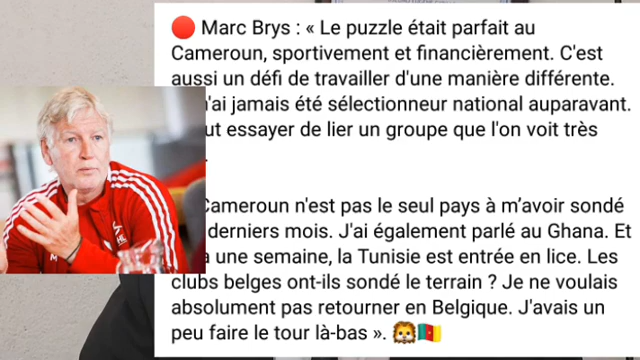 🔴 Marc Brys : « Le puzzle était parfait au
Cameroun, sportivement et financièrement. C'est
aussi un défi de travailler d'une manière différente.
n'ai jamais été sélectionneur national auparavant.
ut essayer de lier un groupe que l'on voit très
.
Cameroun n'est pas le seul pays à m’avoir sondé
derniers mois. J'ai également parlé au Ghana. Et
a une semaine, la Tunisie est entrée en lice. Les
clubs belges ont-ils sondé le terrain ? Je ne voulais
absolument pas retourner en Belgique. J'avais un
peu faire le tour là-bas ». 🦁🇨🇲